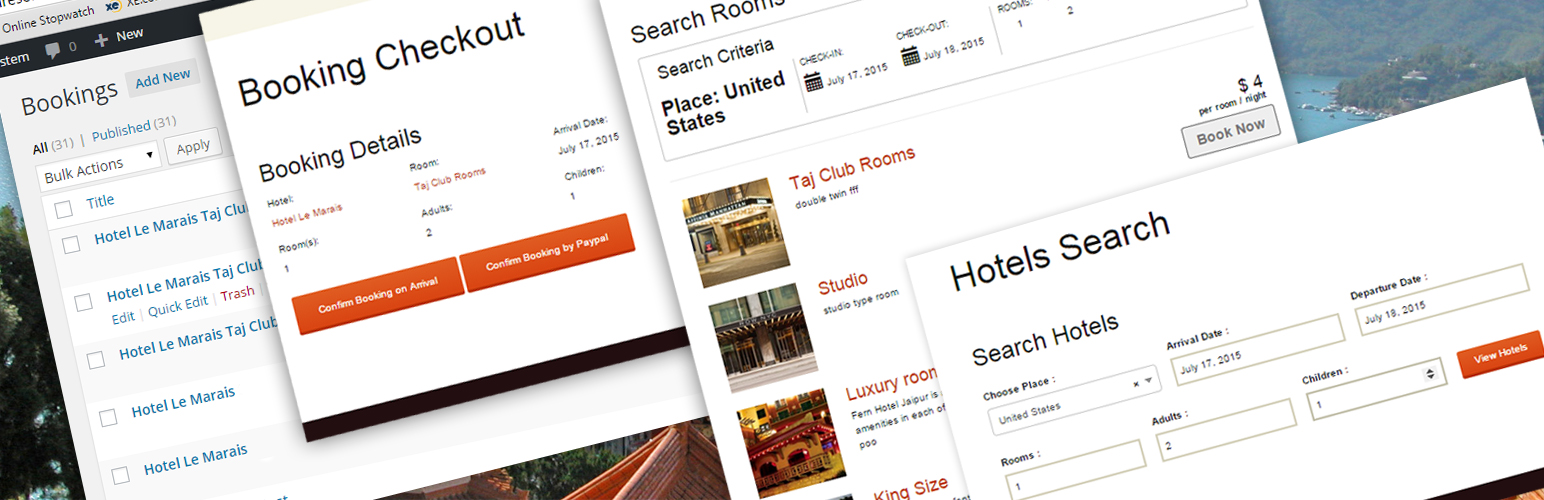 Online Stopwatch
XE.com
stem
0
New
Bookings
Add New
All (31) | Published (31)
Bulk Actions
Apply
Title
Hotel Le Marais Taj Clu
Hotel Le Marais Taj Club
Edit | Quick Edit | Trash |
Hotel Le Marais Taj Club
Hotel Le Marais
Hotel Le Marais
Booking Checkout
Booking Details
Hotel:
Hotel Le Marais
Room:
Taj Club Rooms
Arrival Date:
July 17, 2015
Room(s):
1
Adults:
2
Children:
1
Confirm Booking on Arrival
Confirm Booking by Paypal
Search Rooms
Search Criteria
Place: United
States
CHECK-IN:
July 17, 2015
CHECK-OUT:
July 18, 2015
ROOMS:
1
2
$ 4
per room / night
Book Now
Taj Club Rooms
double twin fff
Studio
studio type room
Luxury room
Fern Hotel Jaipur is
amenities in each of
poo
King Size
Hotels Search
Search Hotels
Choose Place :
United States
Arrival Date :
July 17, 2015
Departure Date :
July 18, 2015
Rooms :
1
Adults :
2
Children :
1
View Hotels